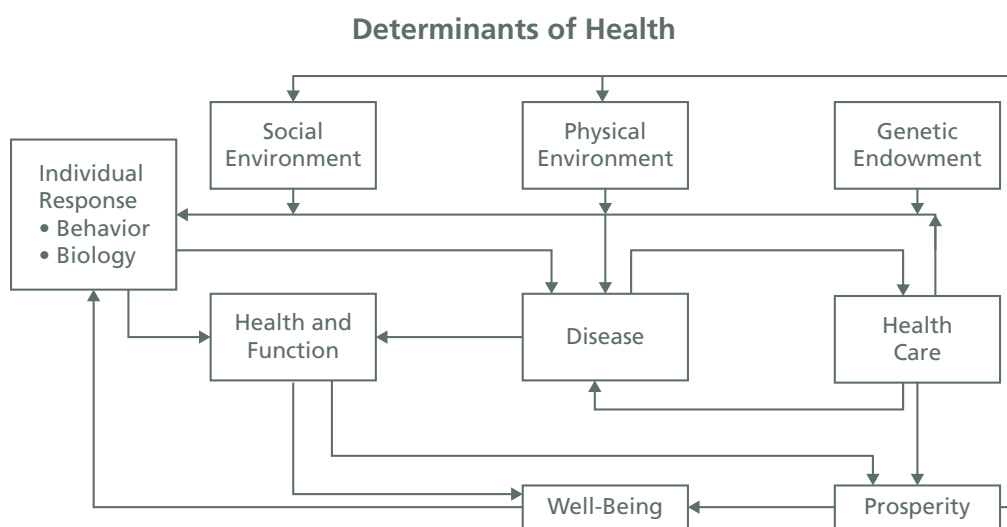 Determinants of Health
Social
Environment
Physical
Environment
Genetic
Endowment
Individual
Response
• Behavior
• Biology
Health and
Function
Disease
Health
Care
Well-Being
Prosperity